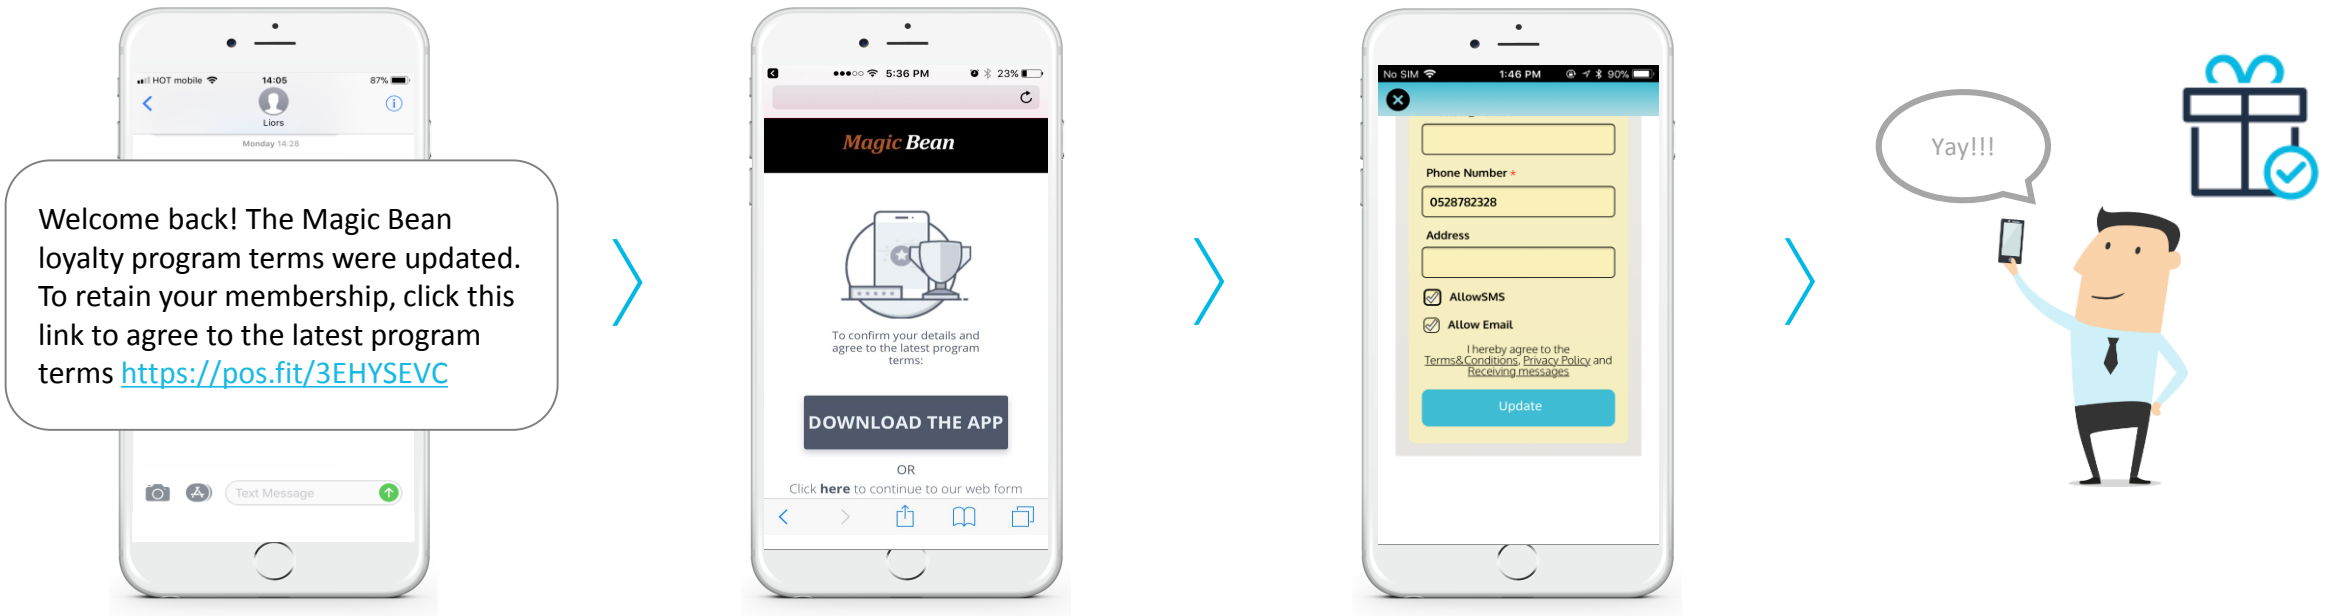 HOT mobile 14:05 87%
Liors
Monday 14:28
Welcome back! The Magic Bean
loyalty program terms were updated.
To retain your membership, click this
link to agree to the latest program
terms https://pos.fit/3EHYSEVC
Text Message
5:36 PM 23%
Magic Bean
To confirm your details and
agree to the latest program
terms:
DOWNLOAD THE APP
OR
Click here to continue to our web form
No SIM 1:46 PM 90%
Phone Number *
0528782328
Address
AllowSMS
Allow Email
I hereby agree to the
Terms&Conditions, Privacy Policy and
Receiving messages
Update
Yay!!!